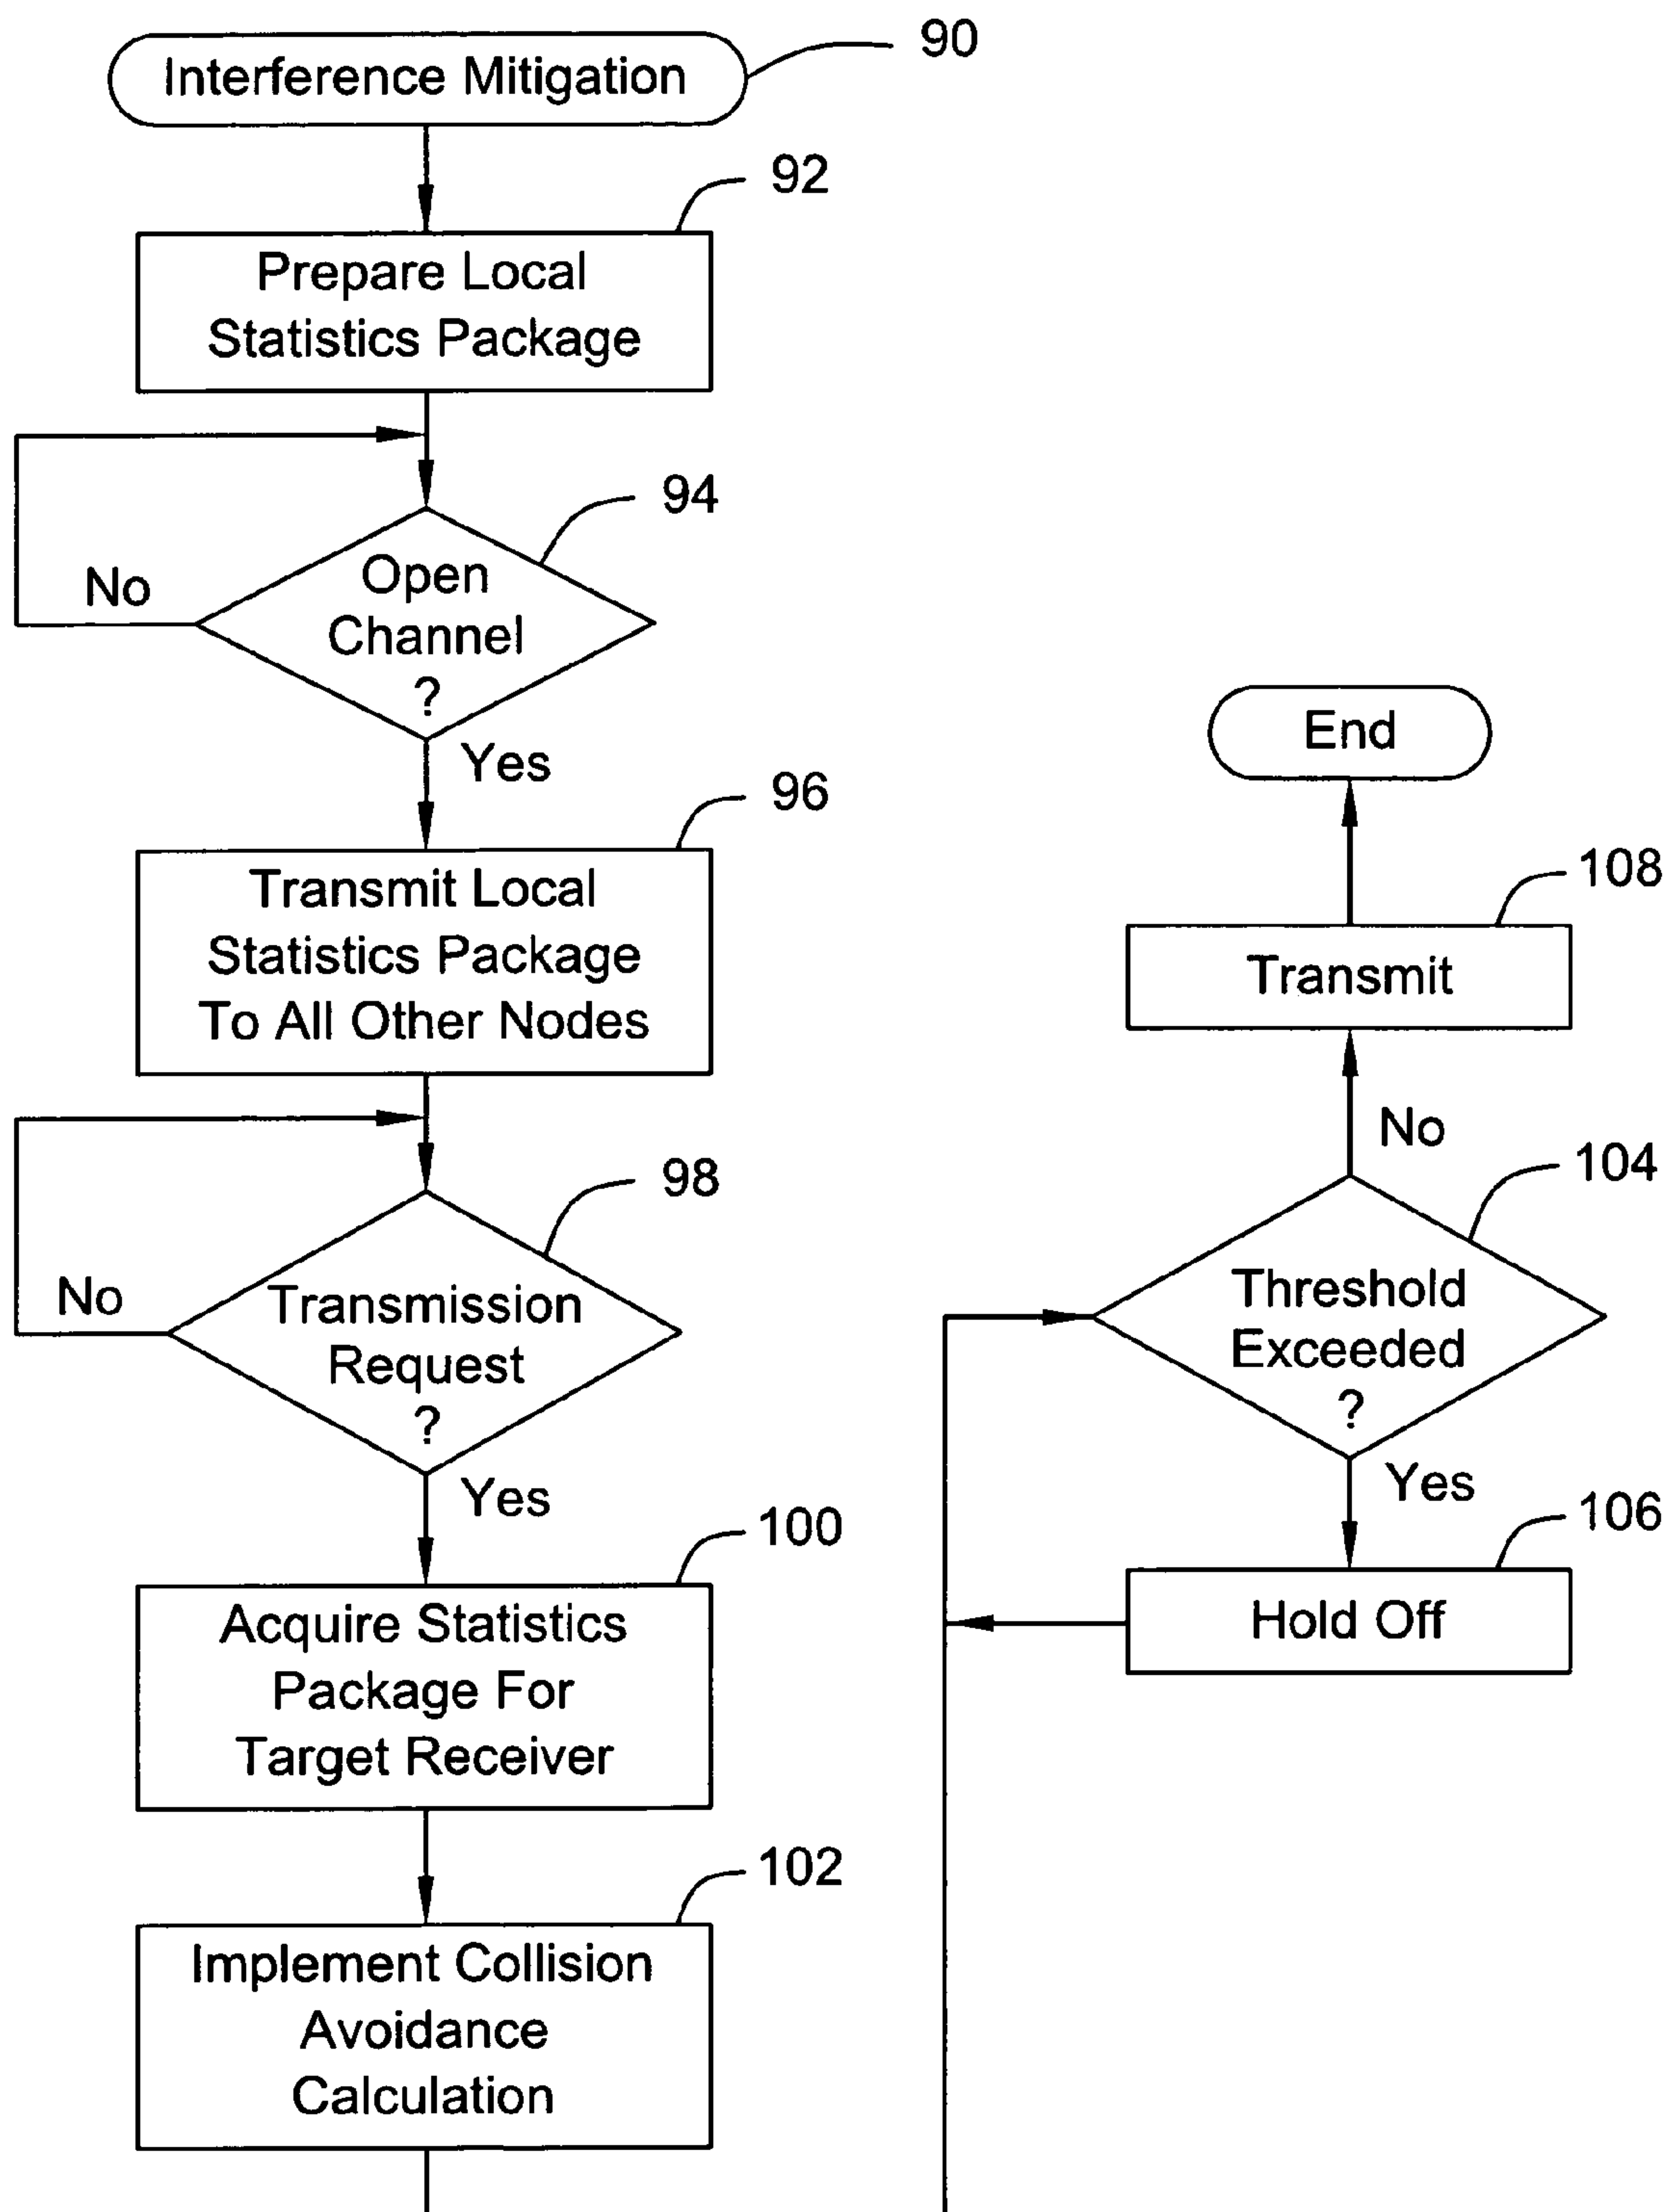 Interference Mitigation
90
92
Prepare Local
Statistics Package
94
Open
Channel
?
No
Yes
96
Transmit Local
Statistics Package
To All Other Nodes
98
Transmission
Request
?
No
Yes
100
Acquire Statistics
Package For
Target Receiver
102
Implement Collision
Avoidance
Calculation
End
108
Transmit
No
104
Threshold
Exceeded
?
Yes
106
Hold Off